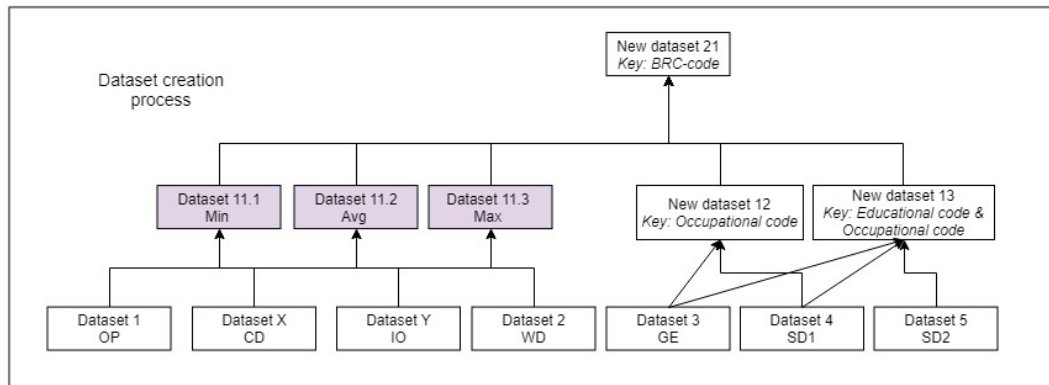 New dataset 21
Key: BRC-code
Dataset creation
process
Dataset 11.1
Min
Dataset 11.2
Avg
Dataset 11.3
Max
New dataset 12
Key: Occupational code
New dataset 13
Key: Educational code &
Occupational code
Dataset 1
OP
Dataset X
CD
Dataset Y
IO
Dataset 2
WD
Dataset 3
GE
Dataset 4
SD1
Dataset 5
SD2